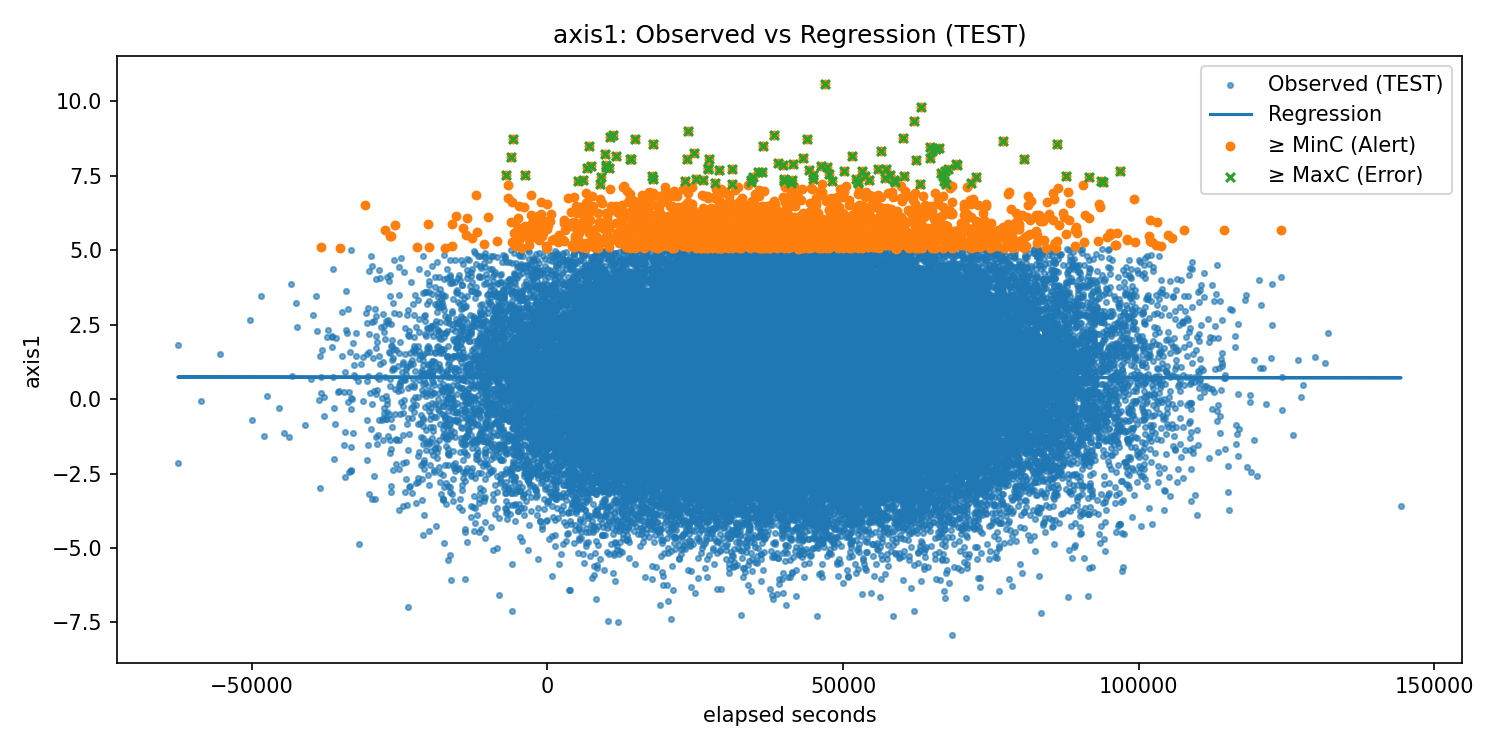 axis1: Observed vs Regression (TEST)
Observed (TEST)
Regression
≥ MinC (Alert)
≥ MaxC (Error)
axis1
10.0
7.5
5.0
2.5
0.0
−2.5
−5.0
−7.5
−50000 0 50000 100000 150000
elapsed seconds